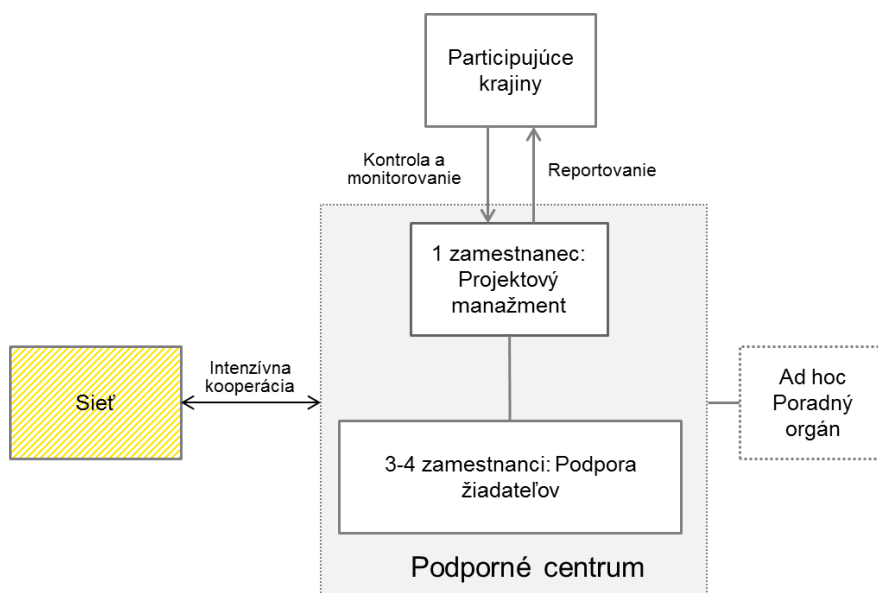 Participujúce
krajiny
Kontrola a
monitorovanie
Reportovanie
1 zamestnanec:
Projektový
manažment
Intenzívna
kooperácia
Sieť
Ad hoc
Poradný
orgán
3-4 zamestnanci: Podpora
žiadateľov
Podporné centrum